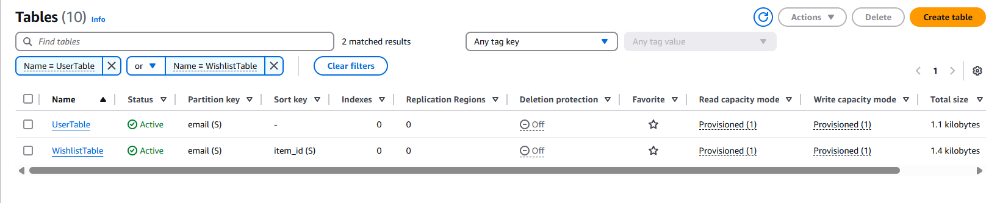 Tables (10) Info
Actions Delete Create table
Find tables 2 matched results Any tag key Any tag value
Name = UserTable or Name = WishlistTable Clear filters
1
Name Status Partition key Sort key Indexes Replication Regions Deletion protection Favorite Read capacity mode Write capacity mode Total size
UserTable Active email (S) - 0 0 Off Provisioned (1) Provisioned (1) 1.1 kilobytes
WishlistTable Active email (S) item_id (S) 0 0 Off Provisioned (1) Provisioned (1) 1.4 kilobytes